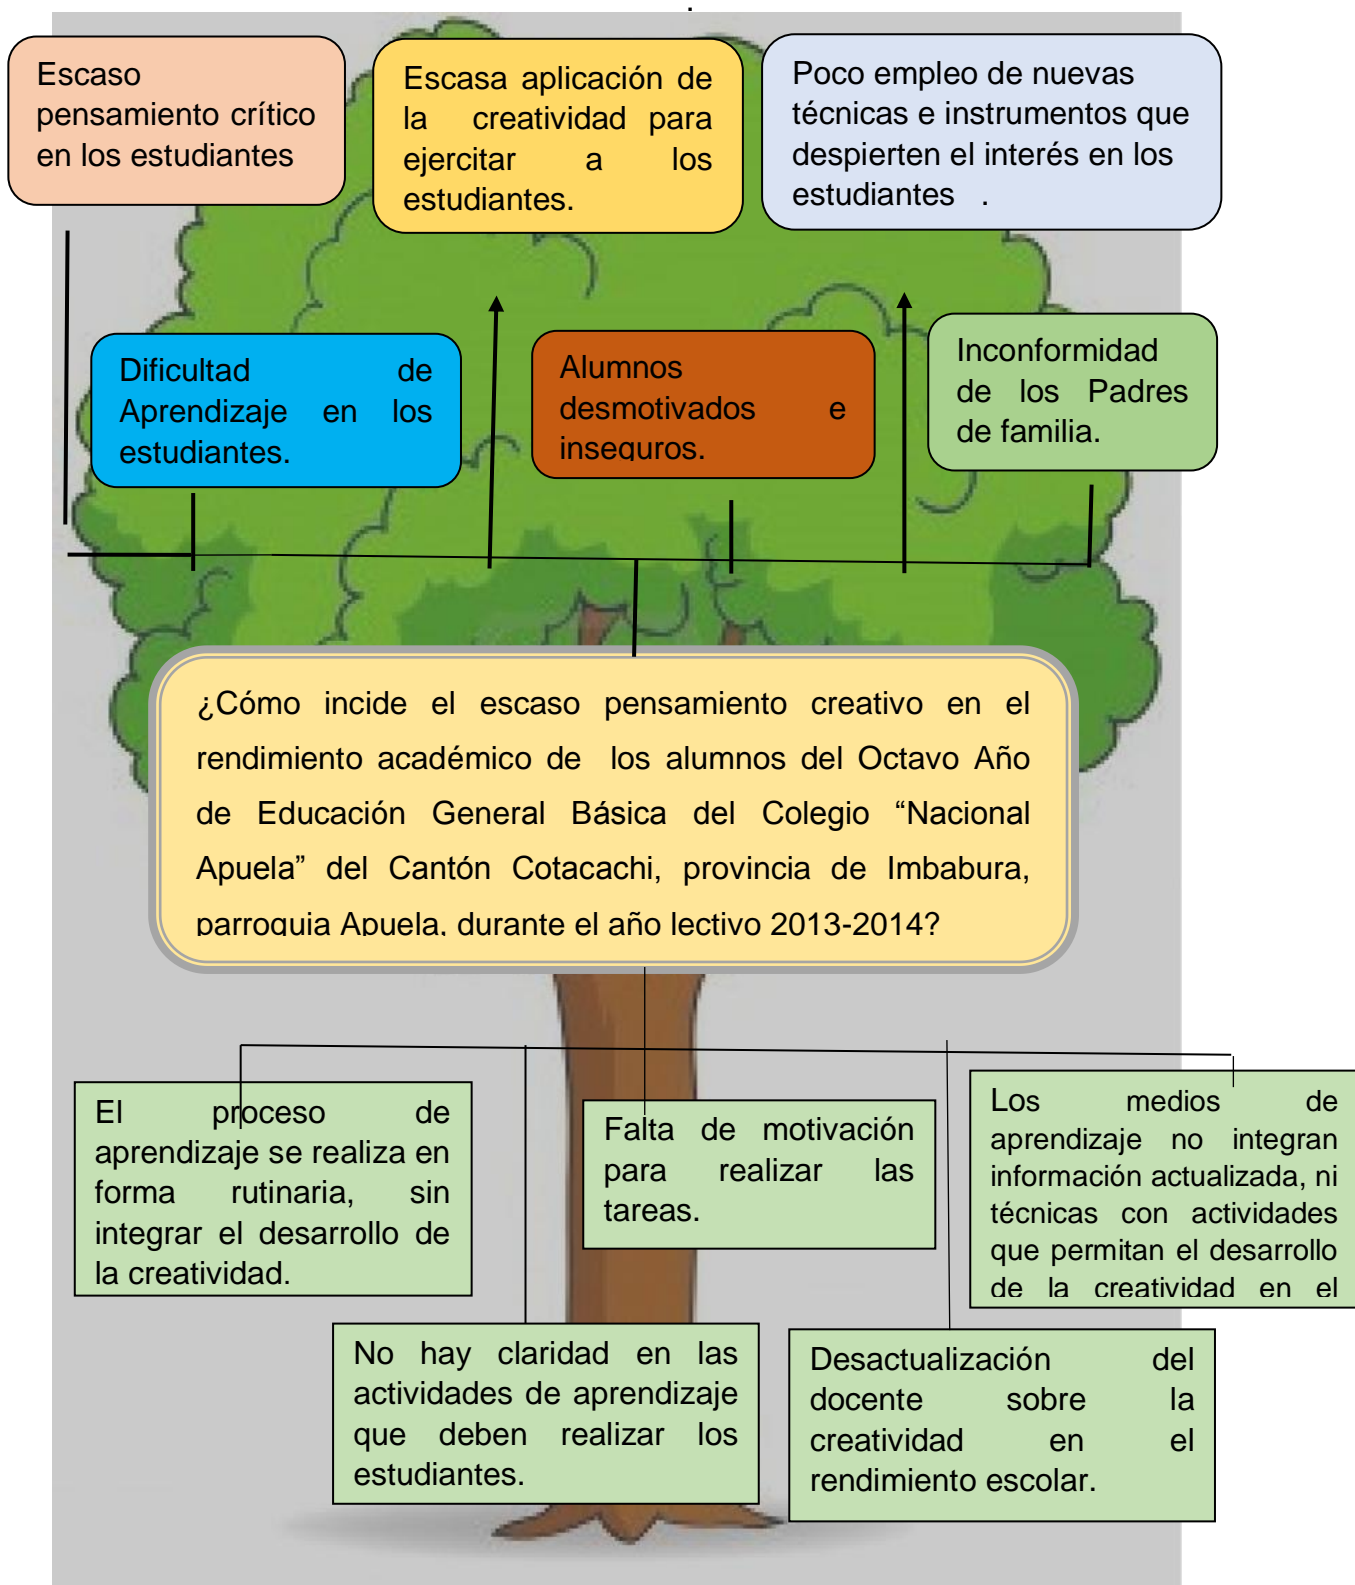 Escaso
pensamiento crítico
en los estudiantes
Escasa aplicación de
la creatividad para
ejercitar a los
estudiantes.
Poco empleo de nuevas
técnicas e instrumentos que
despierten el interés en los
estudiantes .
Dificultad de
Aprendizaje en los
estudiantes.
Alumnos
desmotivados e
inseguros.
Inconformidad
de los Padres
de familia.
¿Cómo incide el escaso pensamiento creativo en el
rendimiento académico de los alumnos del Octavo Año
de Educación General Básica del Colegio “Nacional
Apuela” del Cantón Cotacachi, provincia de Imbabura,
parroquia Apuela, durante el año lectivo 2013-2014?
El proceso de
aprendizaje se realiza en
forma rutinaria, sin
integrar el desarrollo de
la creatividad.
Falta de motivación
para realizar las
tareas.
Los medios de
aprendizaje no integran
información actualizada, ni
técnicas con actividades
que permitan el desarrollo
de la creatividad en el
No hay claridad en las
actividades de aprendizaje
que deben realizar los
estudiantes.
Desactualización del
docente sobre la
creatividad en el
rendimiento escolar.